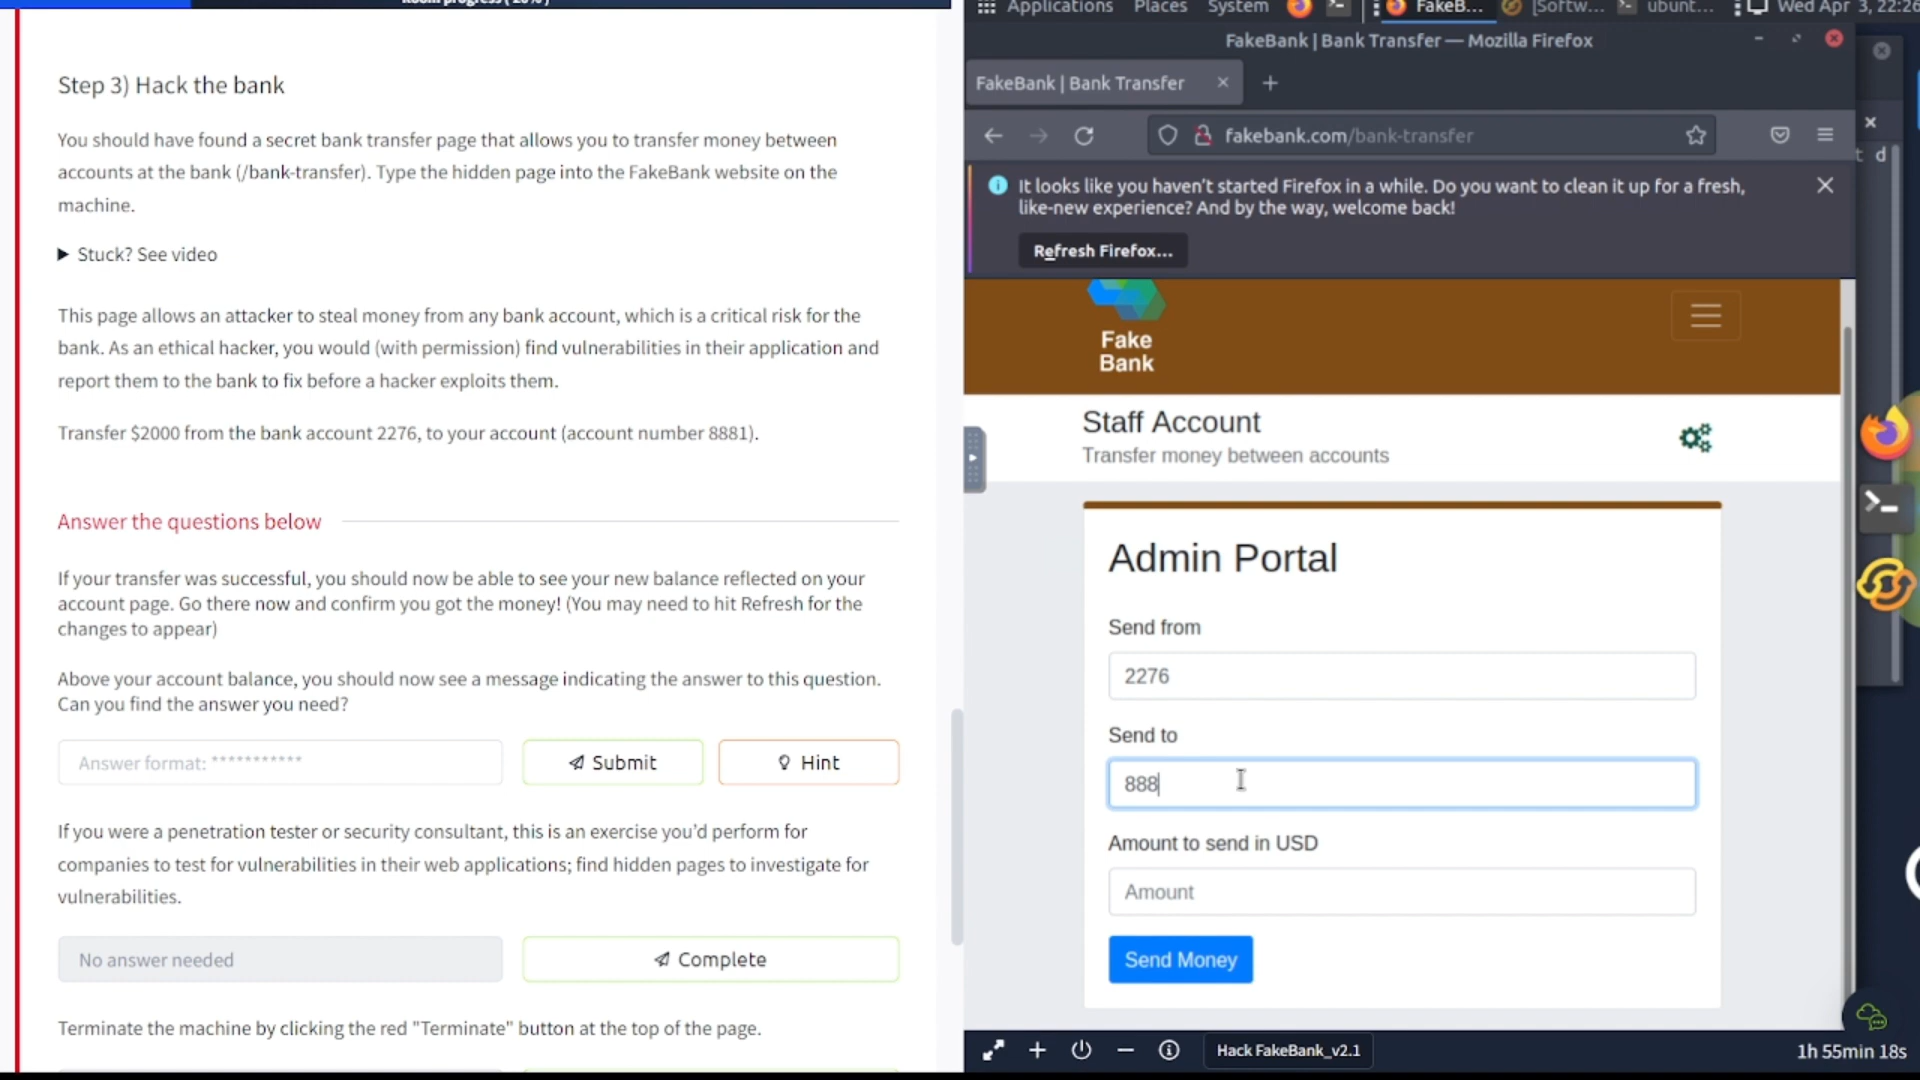 Room progress ( 20% )
Step 3) Hack the bank
You should have found a secret bank transfer page that allows you to transfer money between
accounts at the bank (/bank-transfer). Type the hidden page into the FakeBank website on the
machine.
Stuck? See video
This page allows an attacker to steal money from any bank account, which is a critical risk for the
bank. As an ethical hacker, you would (with permission) find vulnerabilities in their application and
report them to the bank to fix before a hacker exploits them.
Transfer $2000 from the bank account 2276, to your account (account number 8881).
Answer the questions below
If your transfer was successful, you should now be able to see your new balance reflected on your
account page. Go there now and confirm you got the money! (You may need to hit Refresh for the
changes to appear)
Above your account balance, you should now see a message indicating the answer to this question.
Can you find the answer you need?
Answer format: ***********
Submit
Hint
If you were a penetration tester or security consultant, this is an exercise you'd perform for
companies to test for vulnerabilities in their web applications; find hidden pages to investigate for
vulnerabilities.
No answer needed
Complete
Terminate the machine by clicking the red "Terminate" button at the top of the page.
Applications Places System FakeB... [Softw... ubunt... Wed Apr 3, 22:26
FakeBank | Bank Transfer — Mozilla Firefox
FakeBank | Bank Transfer
fakebank.com/bank-transfer
t d
It looks like you haven't started Firefox in a while. Do you want to clean it up for a fresh,
like-new experience? And by the way, welcome back!
Refresh Firefox...
Fake
Bank
Staff Account
Transfer money between accounts
Admin Portal
Send from
2276
Send to
888
Amount to send in USD
Amount
Send Money
Hack FakeBank_v2.1
1h 55min 18s